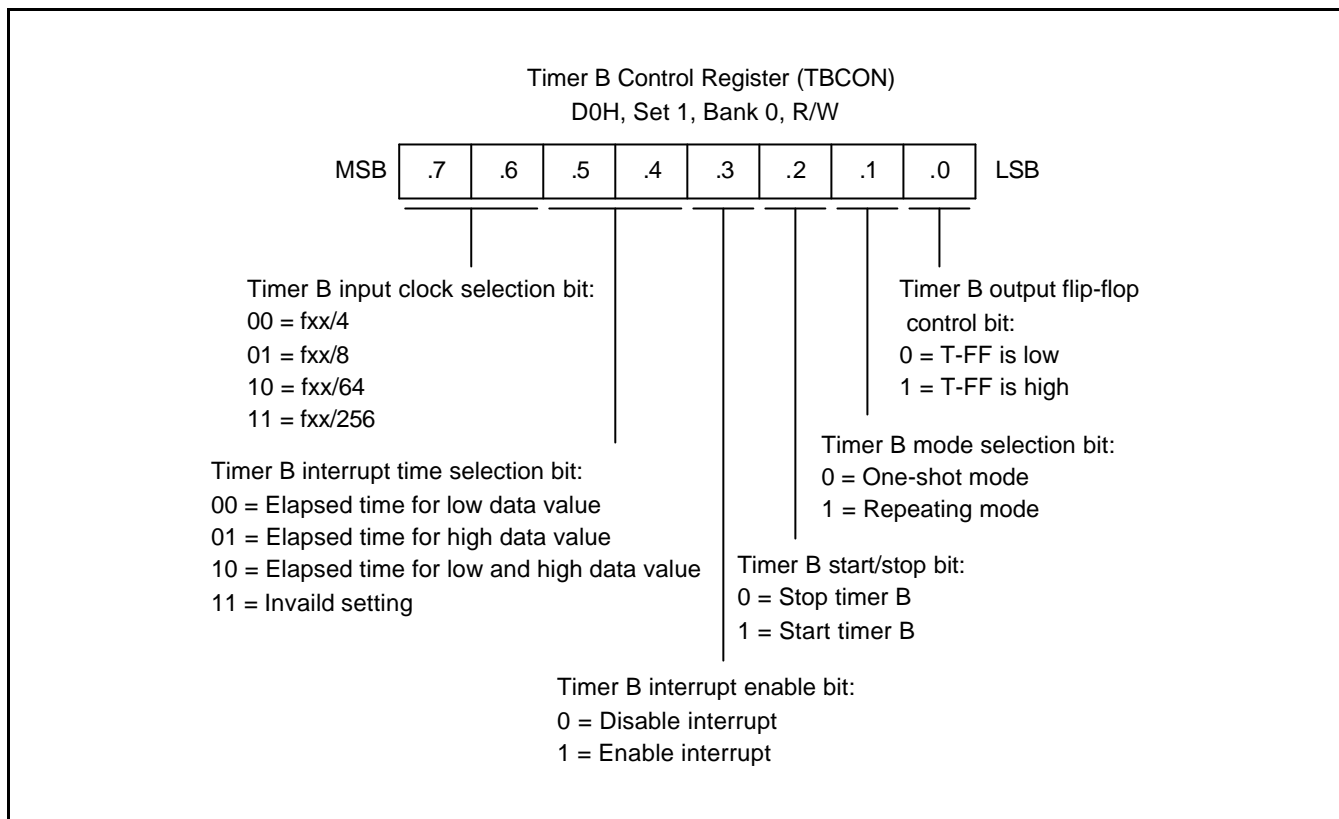 Timer B Control Register (TBCON)
D0H, Set 1, Bank 0, R/W
MSB .7 .6 .5 .4 .3 .2 .1 .0 LSB
Timer B input clock selection bit:
00 = fxx/4
01 = fxx/8
10 = fxx/64
11 = fxx/256
Timer B output flip-flop
control bit:
0 = T-FF is low
1 = T-FF is high
Timer B mode selection bit:
0 = One-shot mode
1 = Repeating mode
Timer B interrupt time selection bit:
00 = Elapsed time for low data value
01 = Elapsed time for high data value
10 = Elapsed time for low and high data value
11 = Invaild setting
Timer B start/stop bit:
0 = Stop timer B
1 = Start timer B
Timer B interrupt enable bit:
0 = Disable interrupt
1 = Enable interrupt